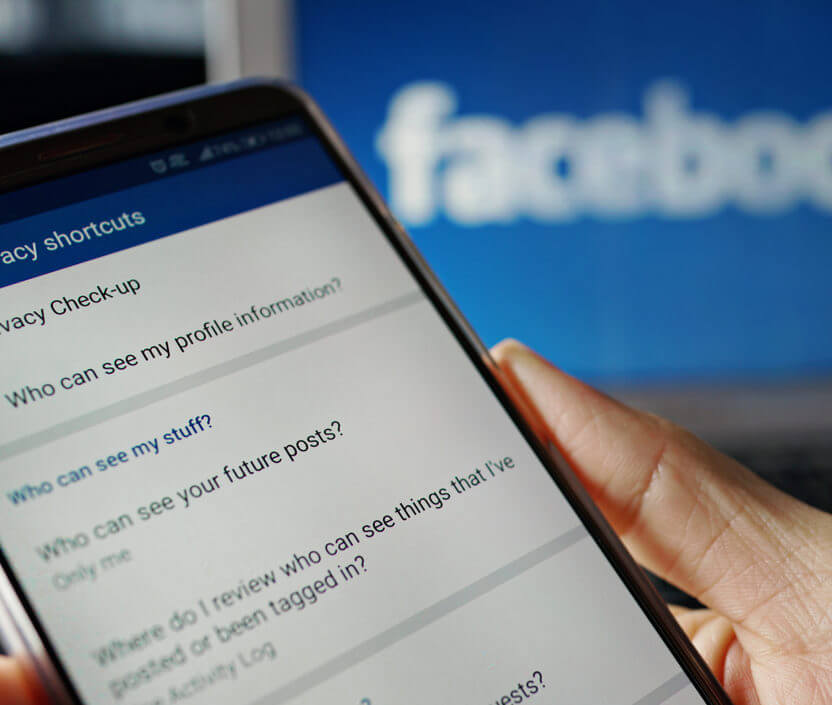 faceboo
acy shortcuts
vacy Check-up
Who can see my profile information?
Who can see my stuff?
Who can see your future posts?
Only me
Where do I review who can see things that I've
posted or been tagged in?
Activity Log
?
uests?